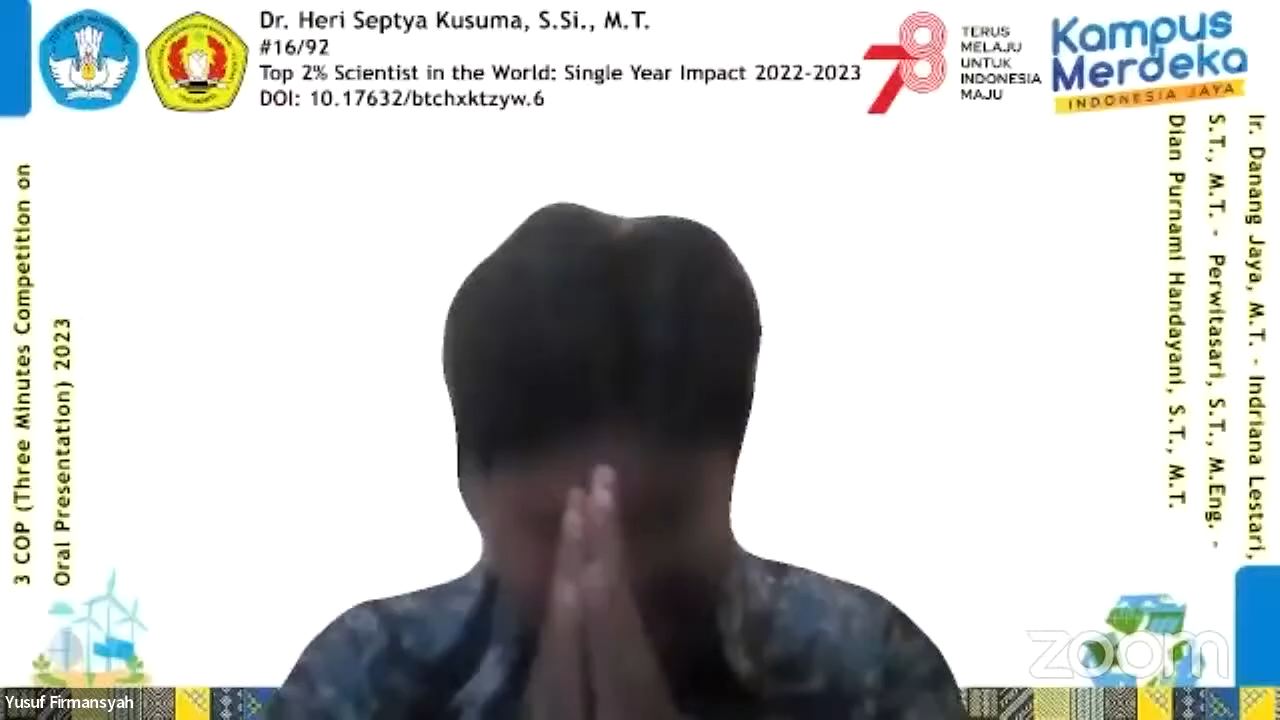 Dr. Heri Septya Kusuma, S.Si., M.T.
#16/92
Top 2% Scientist in the World: Single Year Impact 2022-2023
DOI: 10.17632/btchxktzyw.6
78
TERUS
MELAJU
UNTUK
INDONESIA
MAJU
Kampus
Merdeka
INDONESIA JAYA
3 COP (Three Minutes Competition on
Oral Presentation) 2023
Ir. Danang Jaya, M.T. - Indriana Lestari,
S.T., M.T. - Perwitasari, S.T., M.Eng. -
Dian Purnami Handayani, S.T., M.T.
zoom
Yusuf Firmansyah